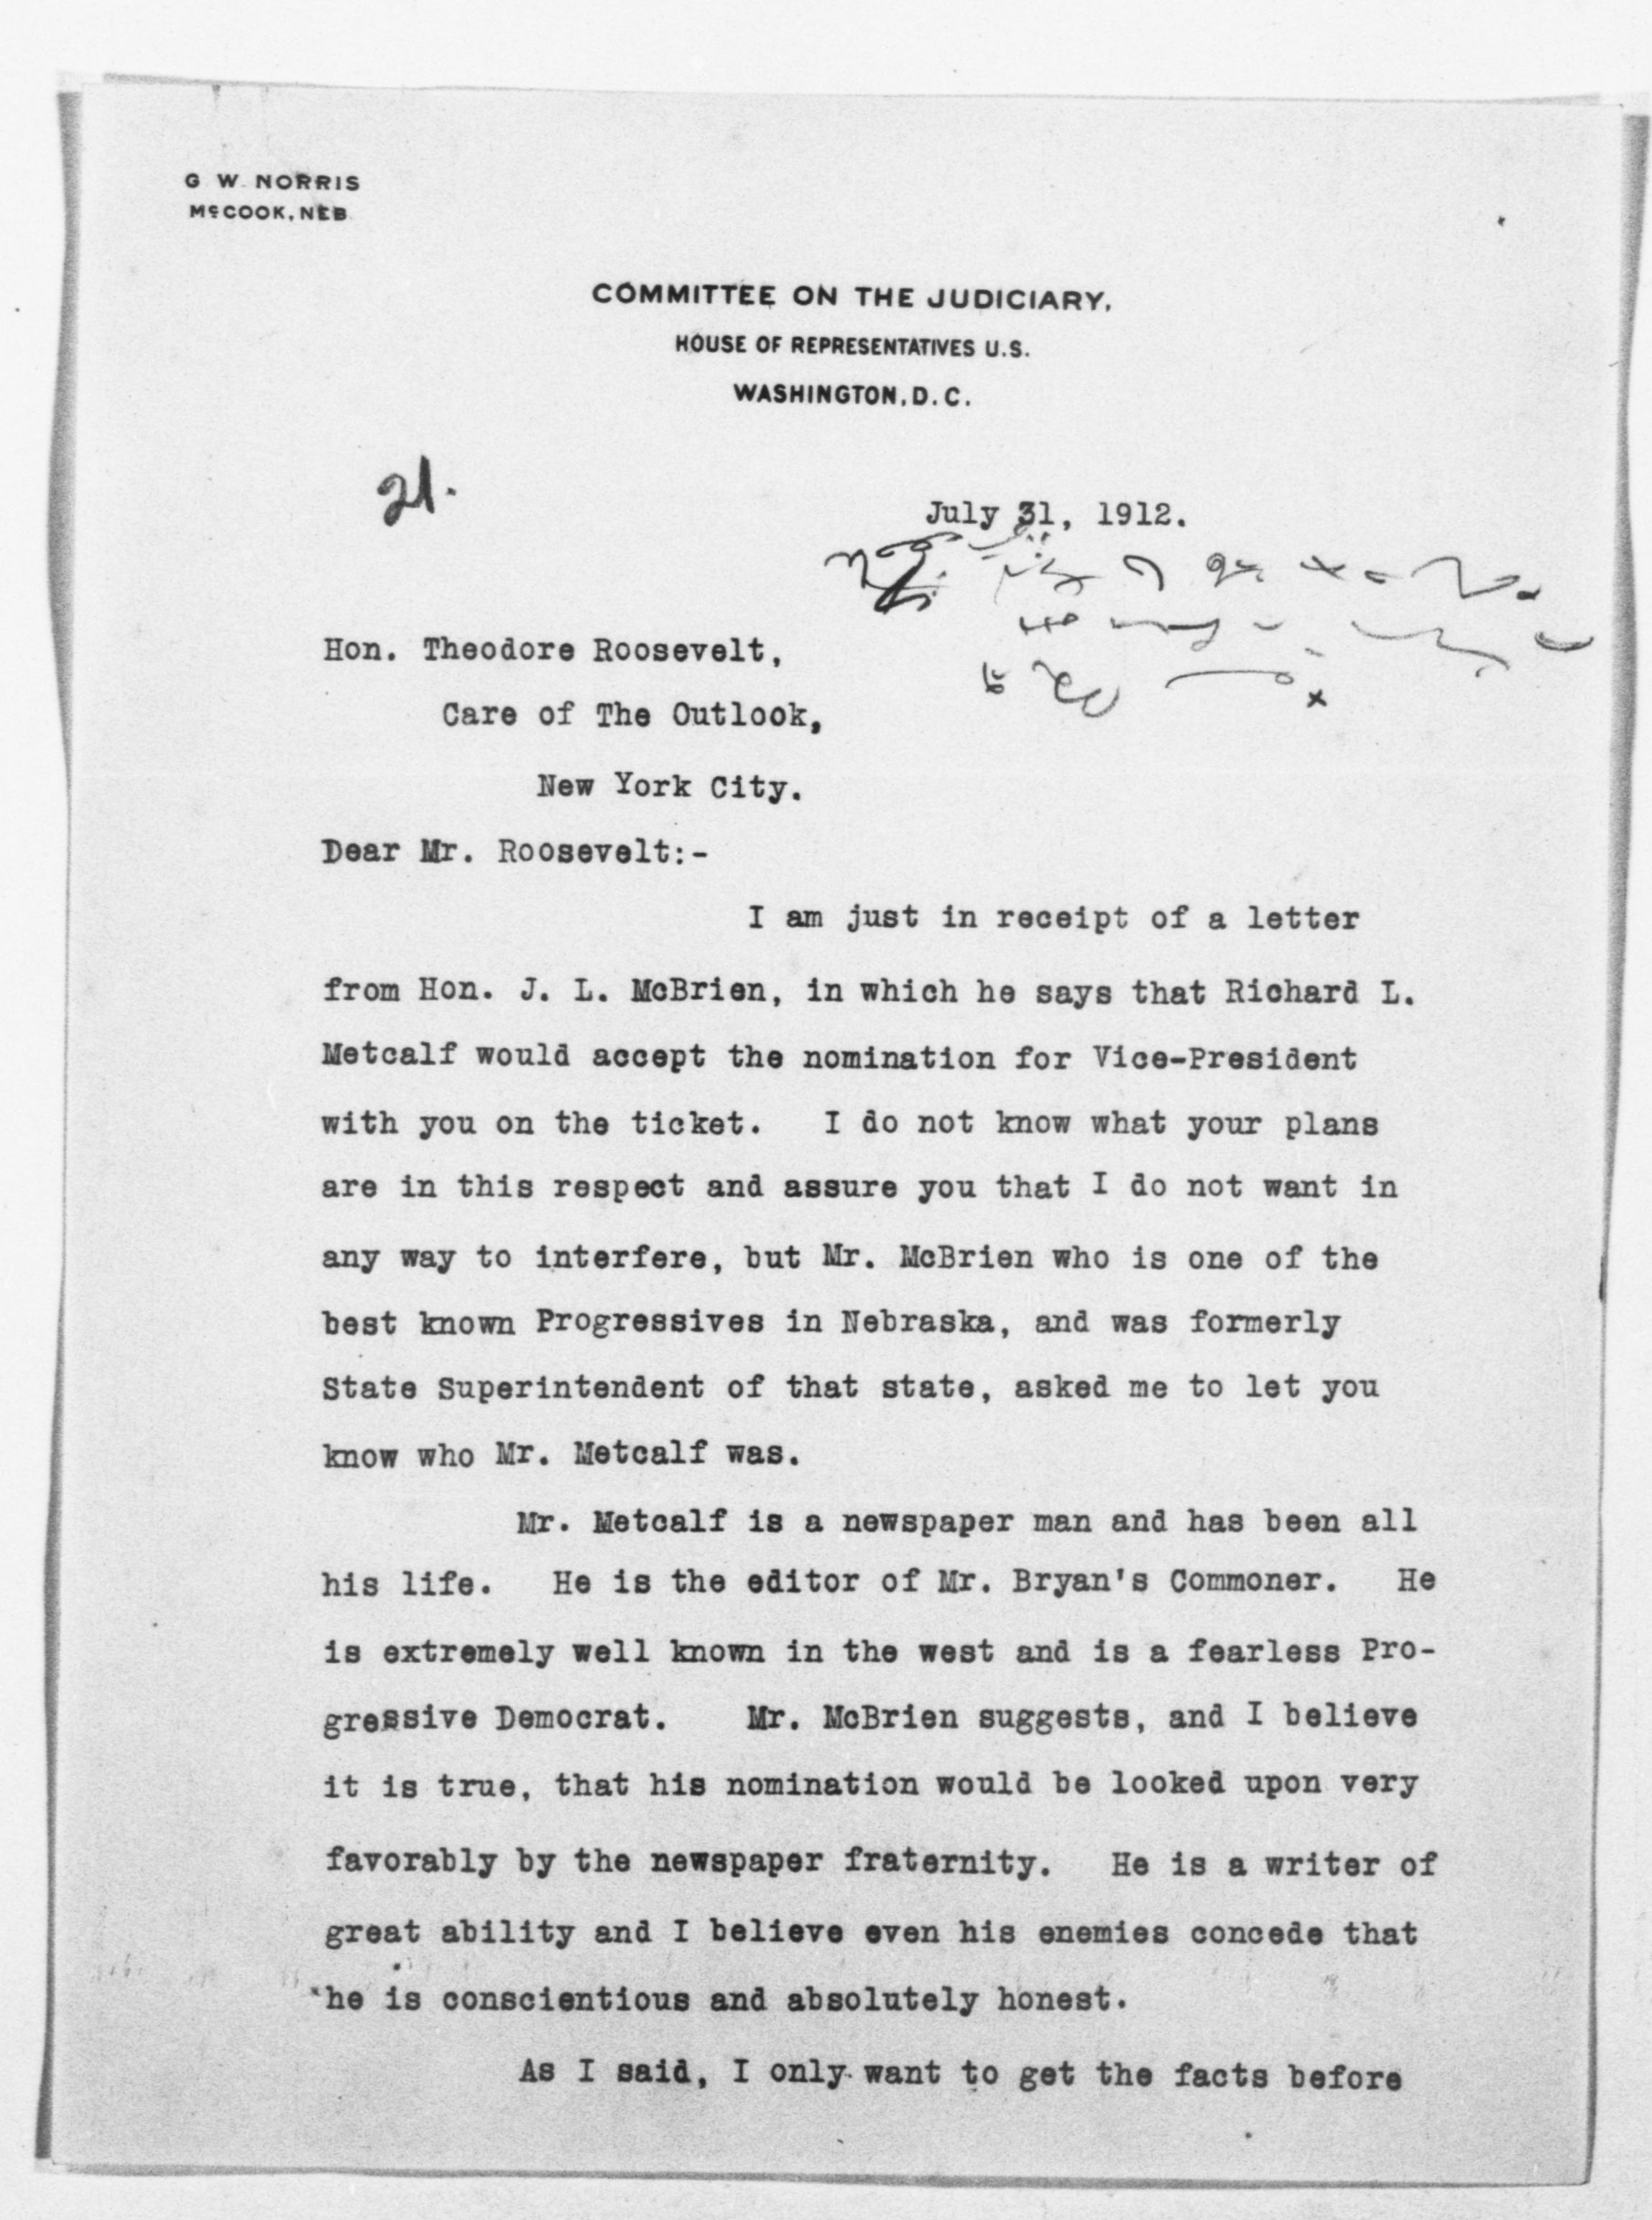 G W. NORRIS
McCOOK, NEB.
COMMITTEE ON THE JUDICIARY,
HOUSE OF REPRESENTATIVES U.S.
WASHINGTON, D. C.
21.
July 31, 1912.
Hon. Theodore Roosevelt,
Care of The Outlook,
New York City.
Dear Mr. Roosevelt:-
I am just in receipt of a letter
from Hon. J. L. McBrien, in which he says that Richard L.
Metcalf would accept the nomination for Vice-President
with you on the ticket. I do not know what your plans
are in this respect and assure you that I do not want in
any way to interfere, but Mr. McBrien who is one of the
best known Progressives in Nebraska, and was formerly
State Superintendent of that state, asked me to let you
know who Mr. Metcalf was.
Mr. Metcalf is a newspaper man and has been all
his life. He is the editor of Mr. Bryan's Commoner. He
is extremely well known in the west and is a fearless Pro-
gressive Democrat. Mr. McBrien suggests, and I believe
it is true, that his nomination would be looked upon very
favorably by the newspaper fraternity. He is a writer of
great ability and I believe even his enemies concede that
he is conscientious and absolutely honest.
As I said, I only want to get the facts before